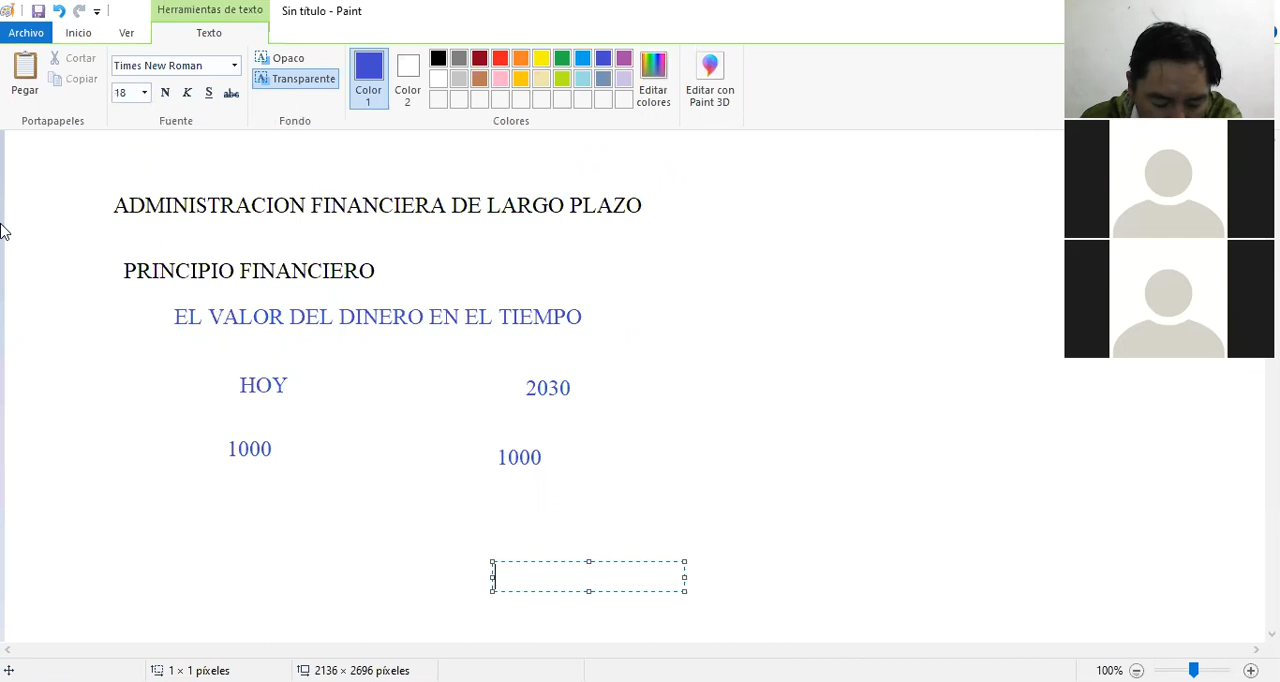 Herramientas de texto
Sin título - Paint
Archivo
Inicio
Ver
Texto
Pegar
Cortar
Copiar
Portapapeles
Times New Roman
18
N K S abc
Fuente
Opaco
Transparente
Fondo
Color 1
Color 2
Editar colores
Colores
Editar con Paint 3D
ADMINISTRACION FINANCIERA DE LARGO PLAZO
PRINCIPIO FINANCIERO
EL VALOR DEL DINERO EN EL TIEMPO
HOY 2030
1000 1000
1 × 1 píxeles
2136 × 2696 píxeles
100%